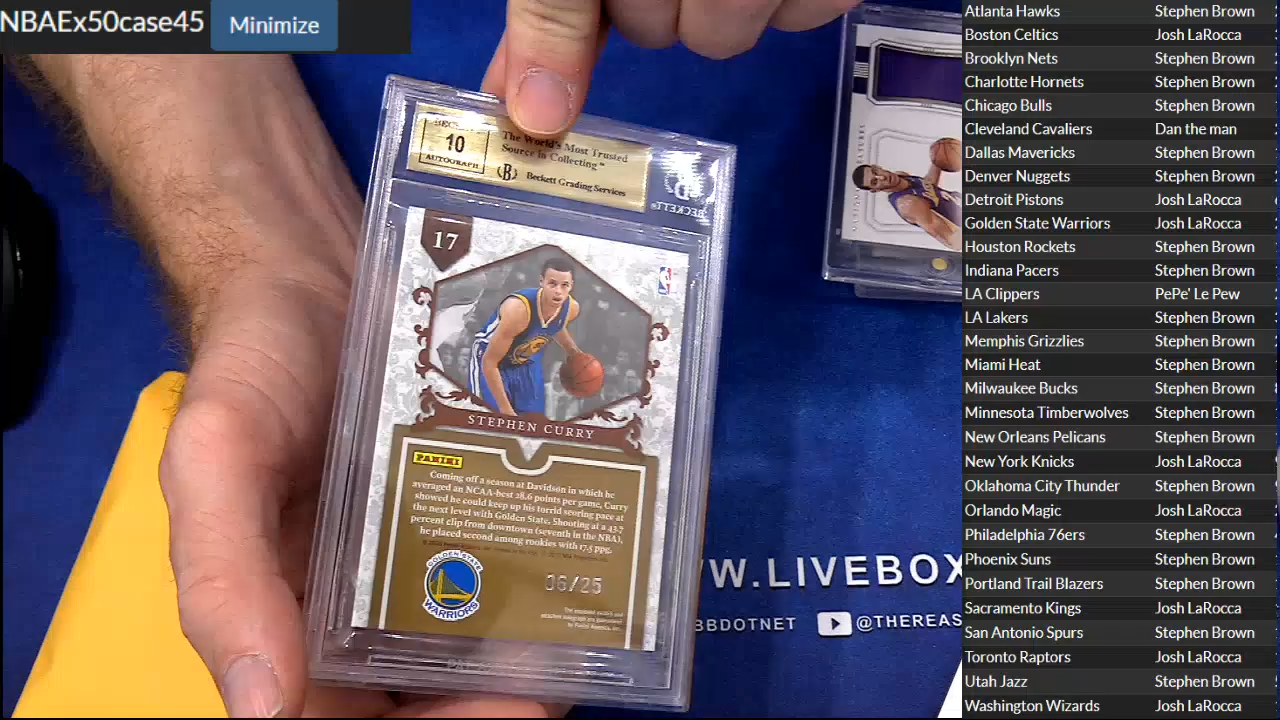 NBAEx50case45
Minimize
10
AUTOGRAPH
The World's Most Trusted
Source in Collecting
Beckett Grading Services
BECKETT
17
STEPHEN CURRY
PANINI
Coming off a season at Davidson in which he
averaged an NCAA-best 28.6 points per game, Curry
showed he could keep up his torrid scoring pace at
the next level with Golden State. Shooting at a 43.7
percent clip from downtown (seventh in the NBA),
he placed second among rookies with 17.5 ppg.
GOLDEN STATE
WARRIORS
06/25
W.LIVEBOX
BBDOTNET
@THEREAS
Atlanta Hawks Stephen Brown
Boston Celtics Josh LaRocca
Brooklyn Nets Stephen Brown
Charlotte Hornets Stephen Brown
Chicago Bulls Stephen Brown
Cleveland Cavaliers Dan the man
Dallas Mavericks Stephen Brown
Denver Nuggets Stephen Brown
Detroit Pistons Josh LaRocca
Golden State Warriors Josh LaRocca
Houston Rockets Stephen Brown
Indiana Pacers Stephen Brown
LA Clippers PePe' Le Pew
LA Lakers Stephen Brown
Memphis Grizzlies Stephen Brown
Miami Heat Stephen Brown
Milwaukee Bucks Stephen Brown
Minnesota Timberwolves Stephen Brown
New Orleans Pelicans Stephen Brown
New York Knicks Josh LaRocca
Oklahoma City Thunder Stephen Brown
Orlando Magic Josh LaRocca
Philadelphia 76ers Stephen Brown
Phoenix Suns Stephen Brown
Portland Trail Blazers Stephen Brown
Sacramento Kings Josh LaRocca
San Antonio Spurs Stephen Brown
Toronto Raptors Josh LaRocca
Utah Jazz Stephen Brown
Washington Wizards Josh LaRocca